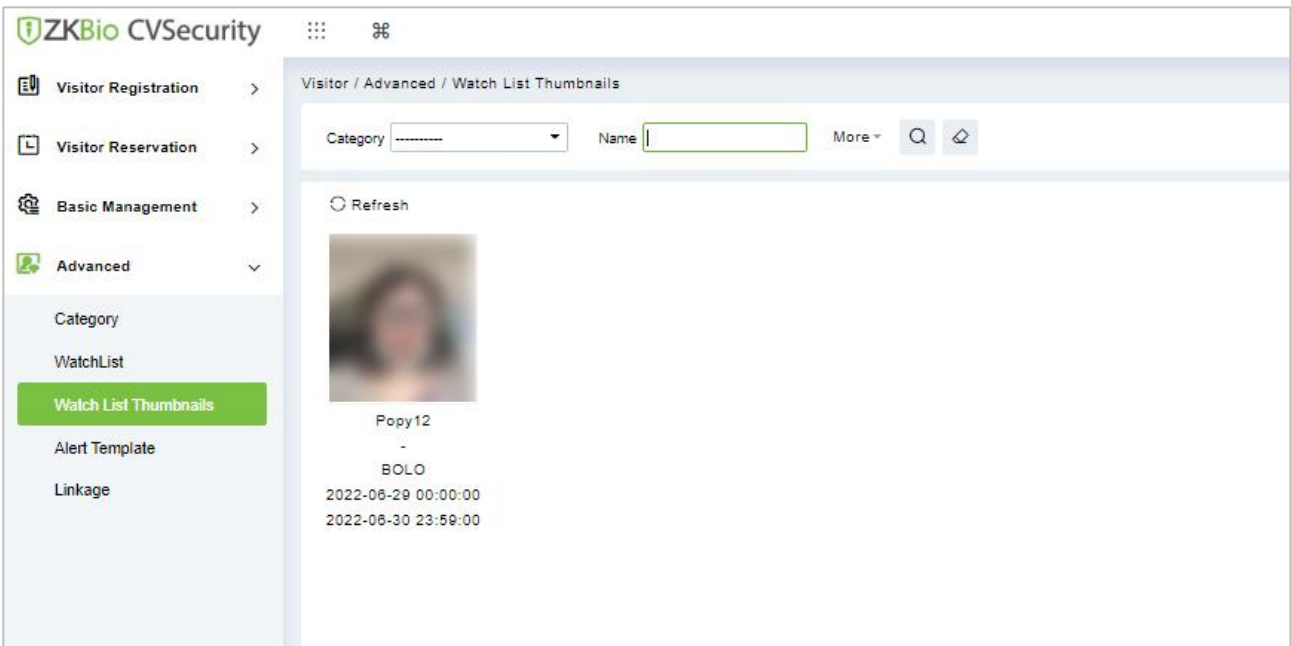 ZKBio CVSecurity
Visitor Registration
Visitor Reservation
Basic Management
Advanced
Category
WatchList
Watch List Thumbnails
Alert Template
Linkage
Visitor / Advanced / Watch List Thumbnails
Category ---------- Name More
Refresh
Popy12
-
BOLO
2022-06-29 00:00:00
2022-06-30 23:59:00